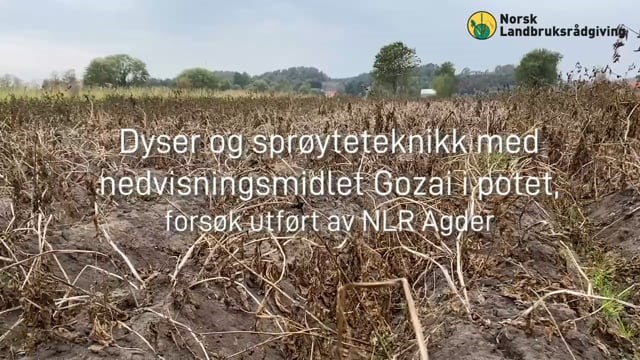 Norsk
Landbruksrådgiving
Dyser og sprøyteteknikk med
nedvisningsmidlet Gozai i potet,
forsøk utført av NLR Agder